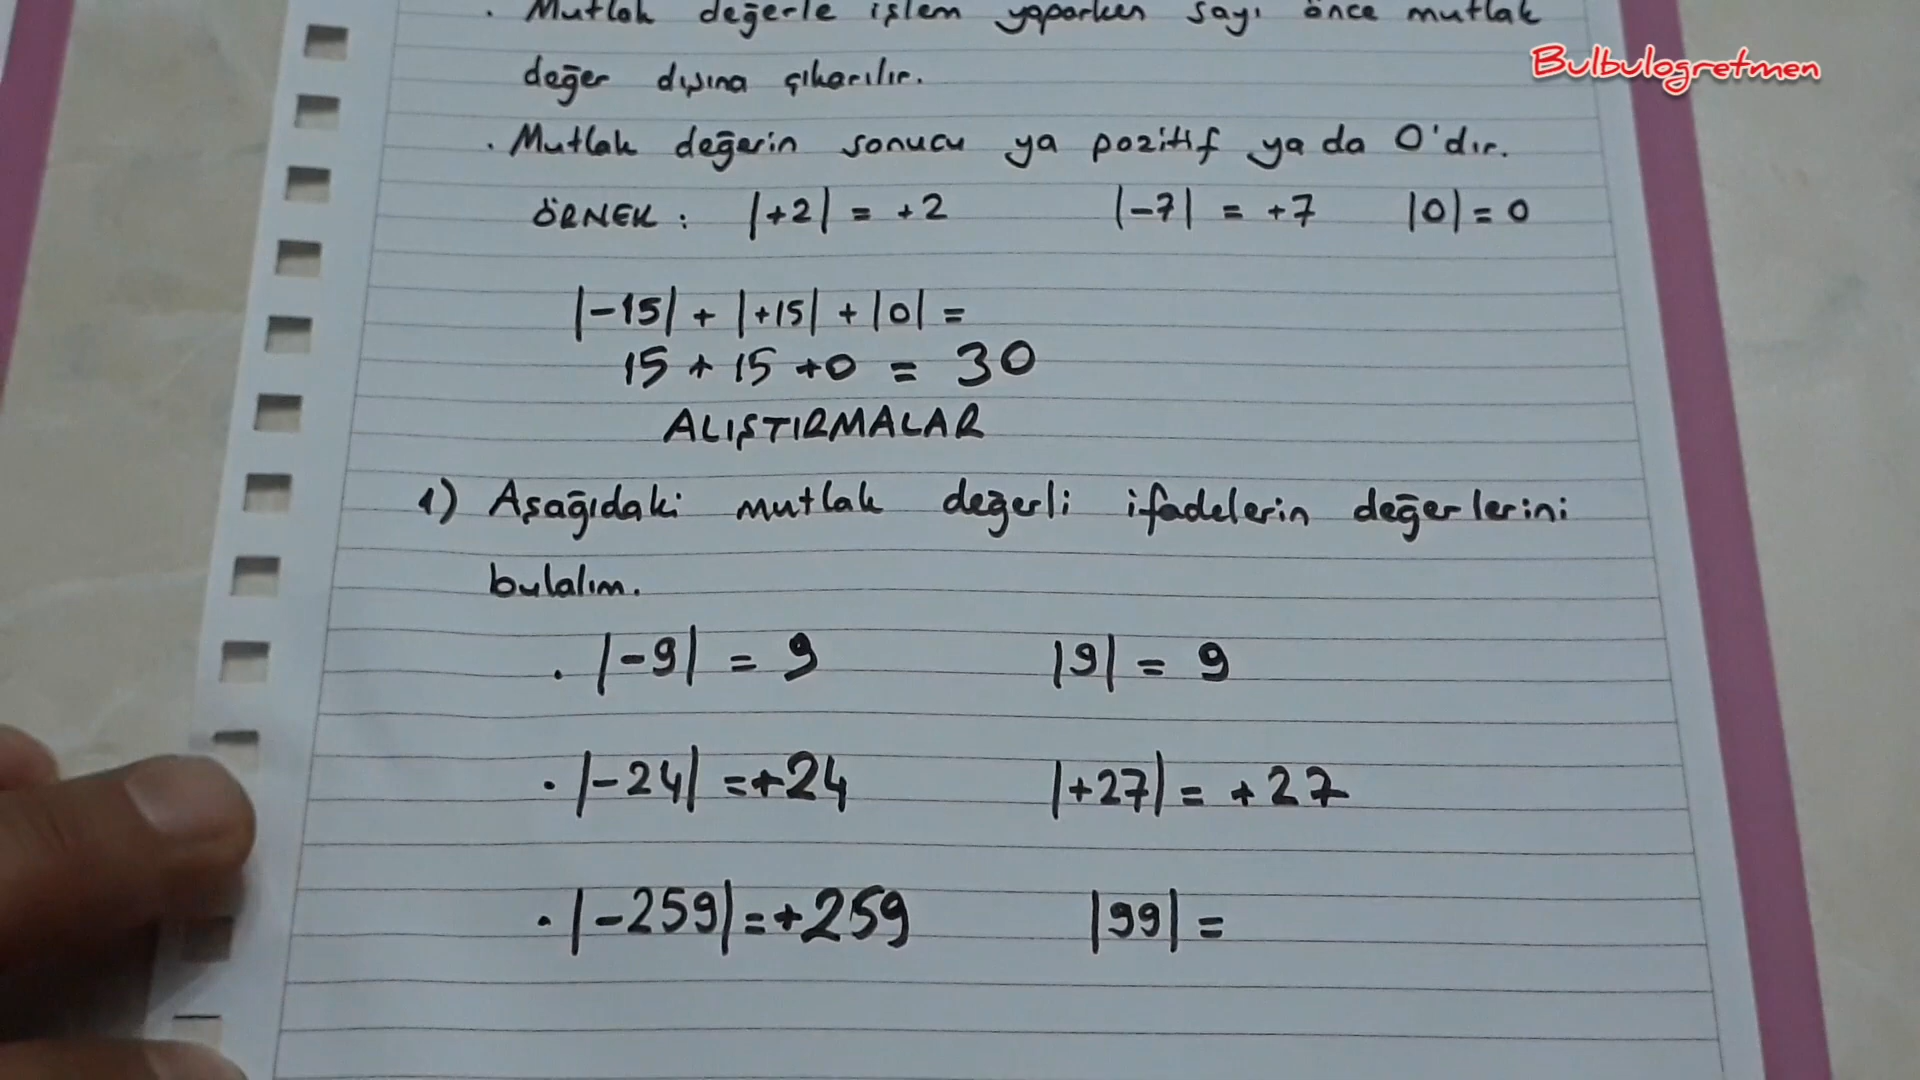 . Mutlak değerle işlem yaparken sayı önce mutlak
Bulbulogretmen
değer dışına çıkarılır.
. Mutlak değerin sonucu ya pozitif ya da 0'dır.
ÖRNEK : |+2| = +2 |-7| = +7 |0| = 0
|-15| + |+15| + |0| =
15 + 15 +0 = 30
ALIŞTIRMALAR
1) Aşağıdaki mutlak değerli ifadelerin değerlerini
bulalım.
. |-9| = 9 |9| = 9
. |-24| =+24 |+27| = +27
. |-259| =+259 |99| =